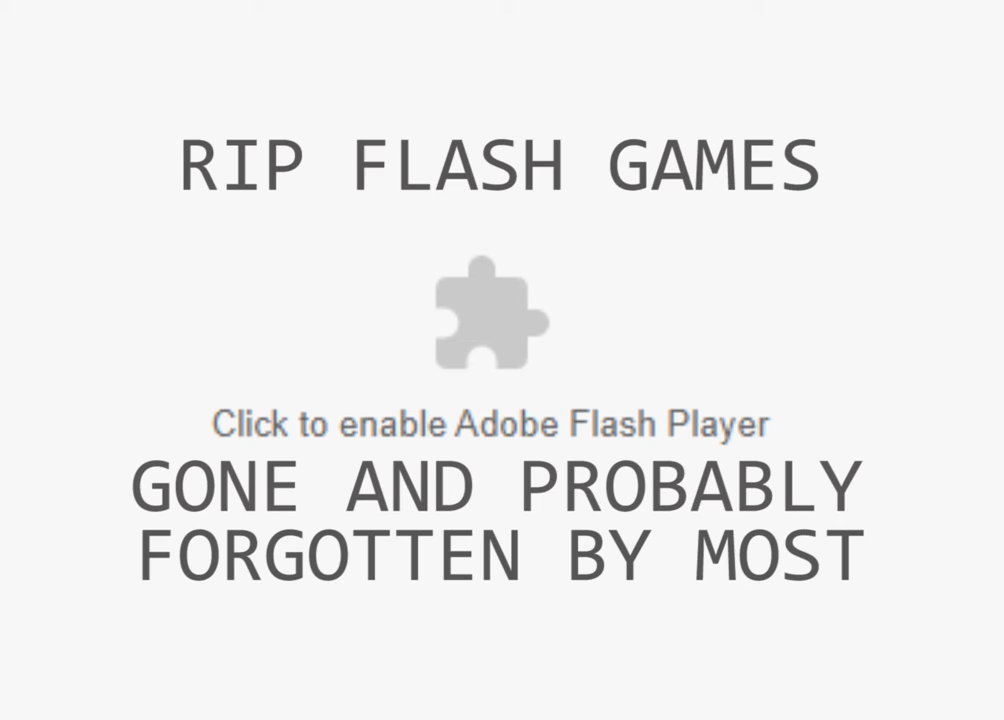 RIP FLASH GAMES
Click to enable Adobe Flash Player
GONE AND PROBABLY
FORGOTTEN BY MOST